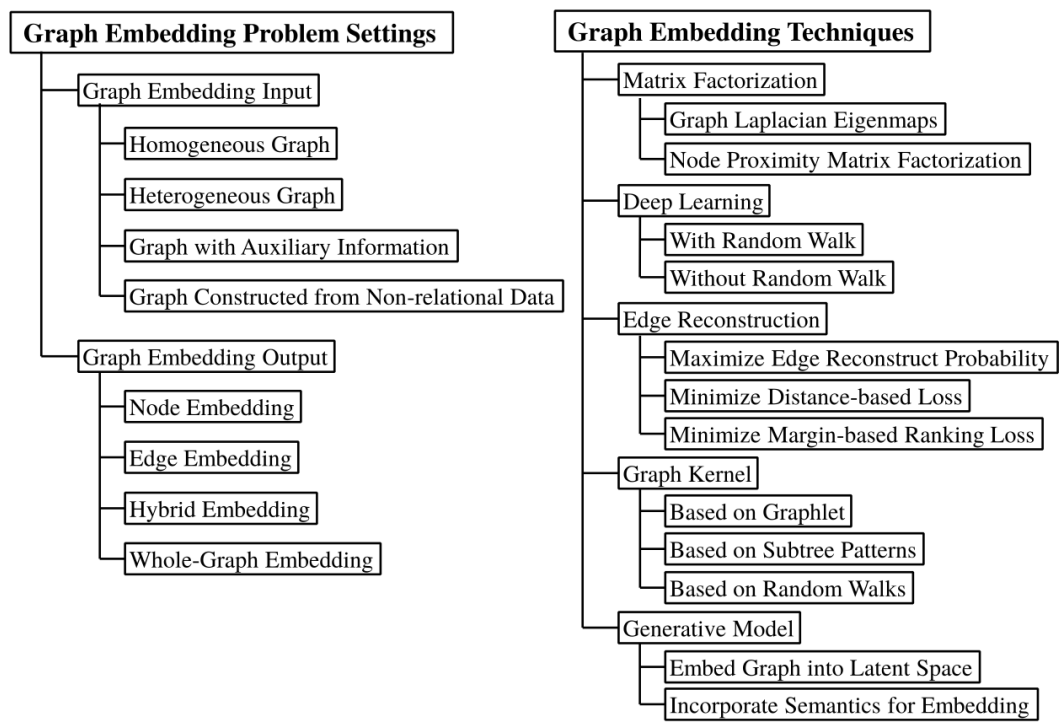 Graph Embedding Problem Settings
Graph Embedding Input
Homogeneous Graph
Heterogeneous Graph
Graph with Auxiliary Information
Graph Constructed from Non-relational Data
Graph Embedding Output
Node Embedding
Edge Embedding
Hybrid Embedding
Whole-Graph Embedding
Graph Embedding Techniques
Matrix Factorization
Graph Laplacian Eigenmaps
Node Proximity Matrix Factorization
Deep Learning
With Random Walk
Without Random Walk
Edge Reconstruction
Maximize Edge Reconstruct Probability
Minimize Distance-based Loss
Minimize Margin-based Ranking Loss
Graph Kernel
Based on Graphlet
Based on Subtree Patterns
Based on Random Walks
Generative Model
Embed Graph into Latent Space
Incorporate Semantics for Embedding